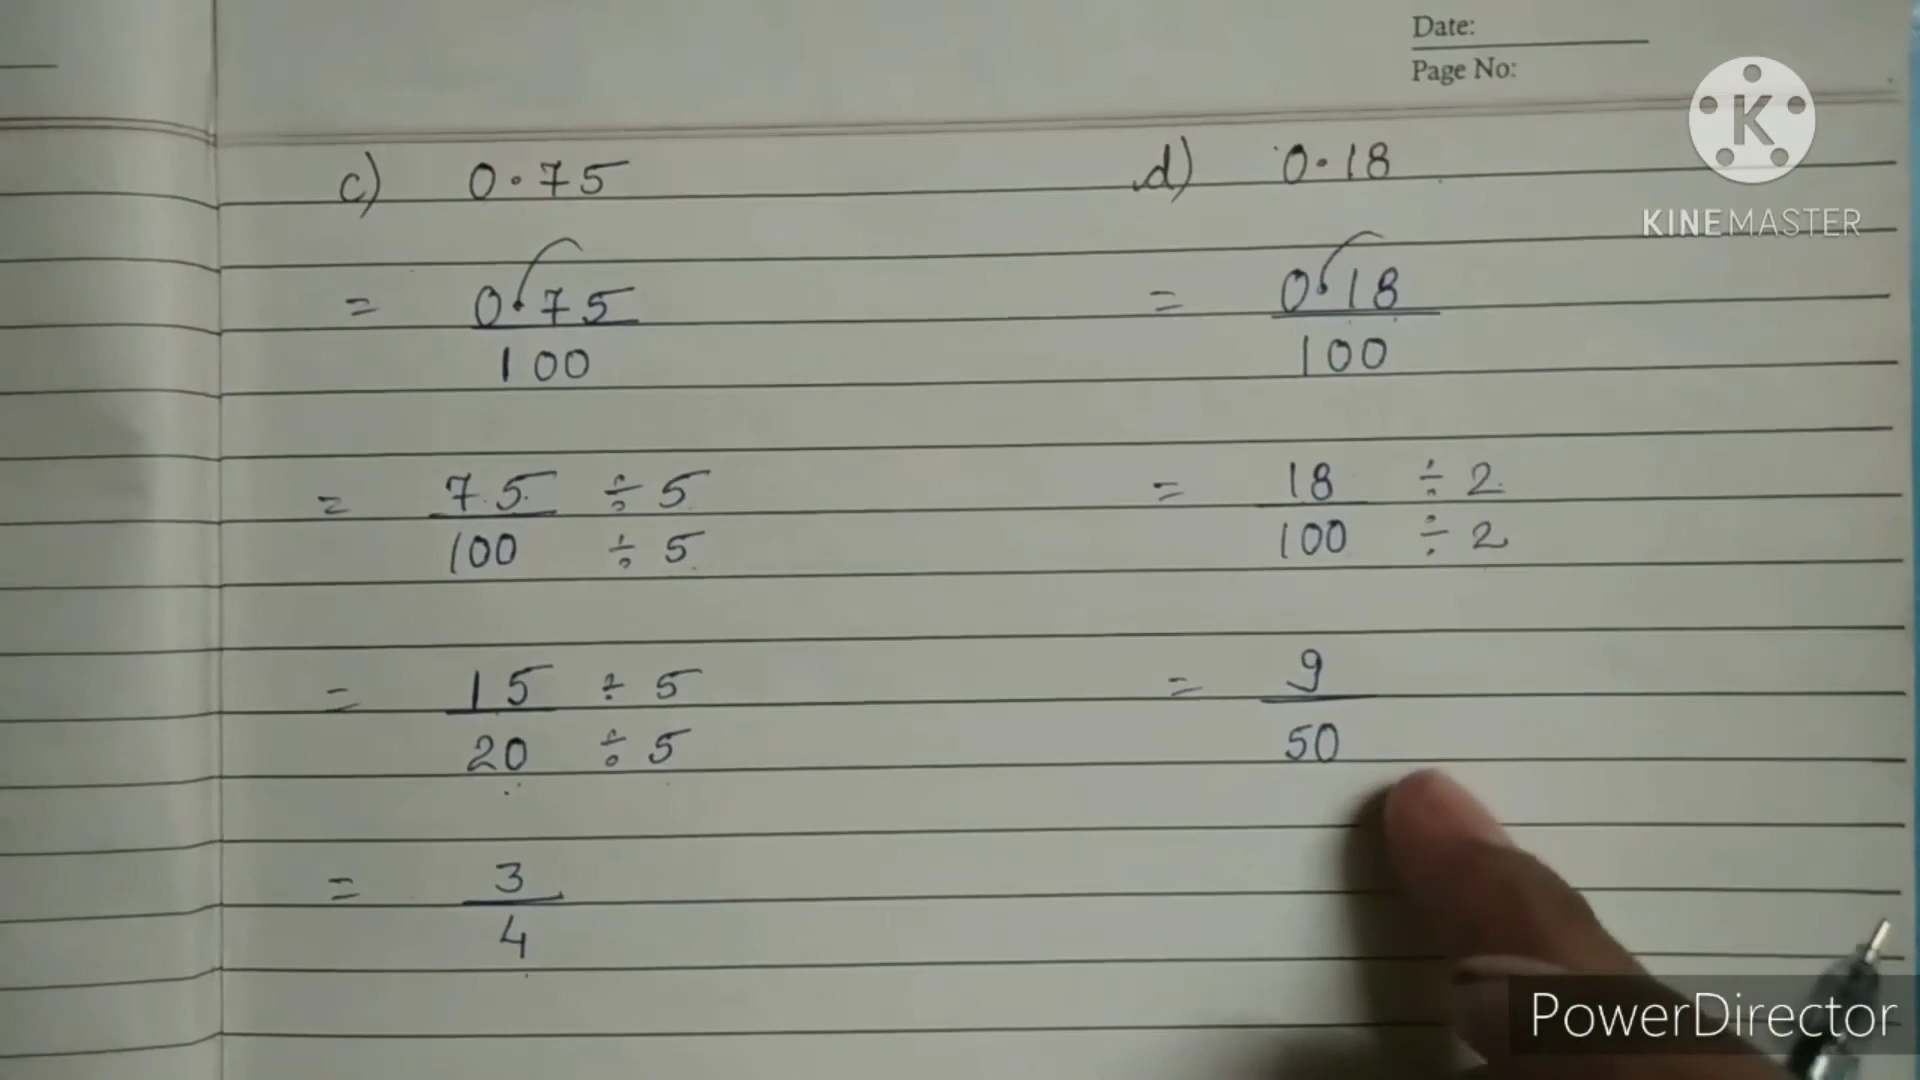 Date:
Page No:
K
KINEMASTER
c) 0.75
= 0.75
100
= 75 ÷ 5
100 ÷ 5
= 15 ÷ 5
20 ÷ 5
= 3
4
d) 0.18
= 0.18
100
= 18 ÷ 2
100 ÷ 2
= 9
50
PowerDirector